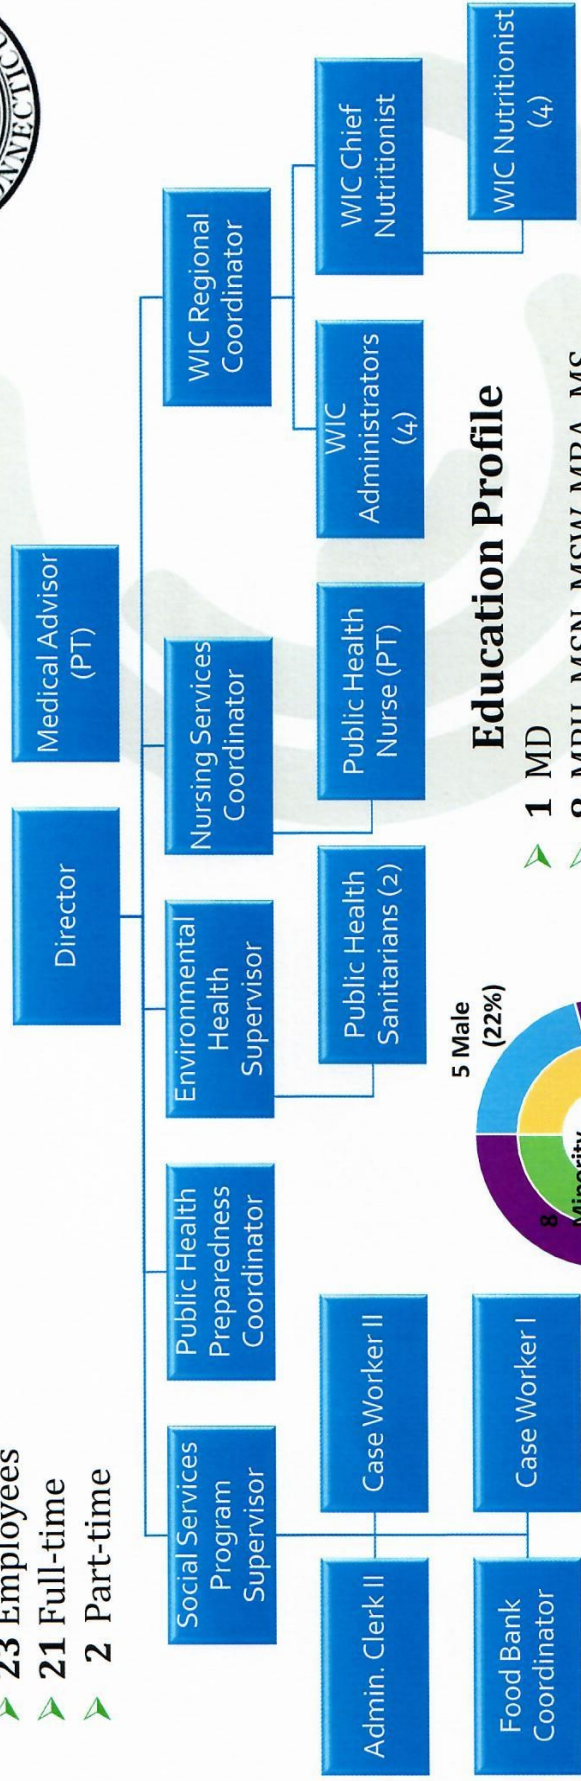 NNECTICU
23 Employees
21 Full-time
2 Part-time
Director
Medical Advisor
(PT)
Social Services
Program
Supervisor
Public Health
Preparedness
Coordinator
Environmental
Health
Supervisor
Nursing Services
Coordinator
WIC Regional
Coordinator
Admin. Clerk II
Case Worker II
Public Health
Sanitarians (2)
Public Health
Nurse (PT)
WIC
Administrators
(4)
WIC Chief
Nutritionist
Food Bank
Coordinator
Case Worker I
WIC Nutritionist
(4)
5 Male
(22%)
8
Minority
Education Profile
1 MD
8 MPH, MSN, MSW, MBA, MS